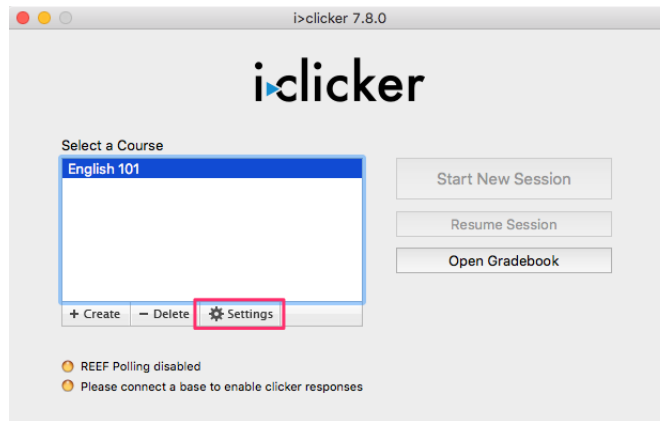 i>clicker 7.8.0
i>clicker
Select a Course
English 101
Start New Session
Resume Session
Open Gradebook
+ Create − Delete Settings
REEF Polling disabled
Please connect a base to enable clicker responses